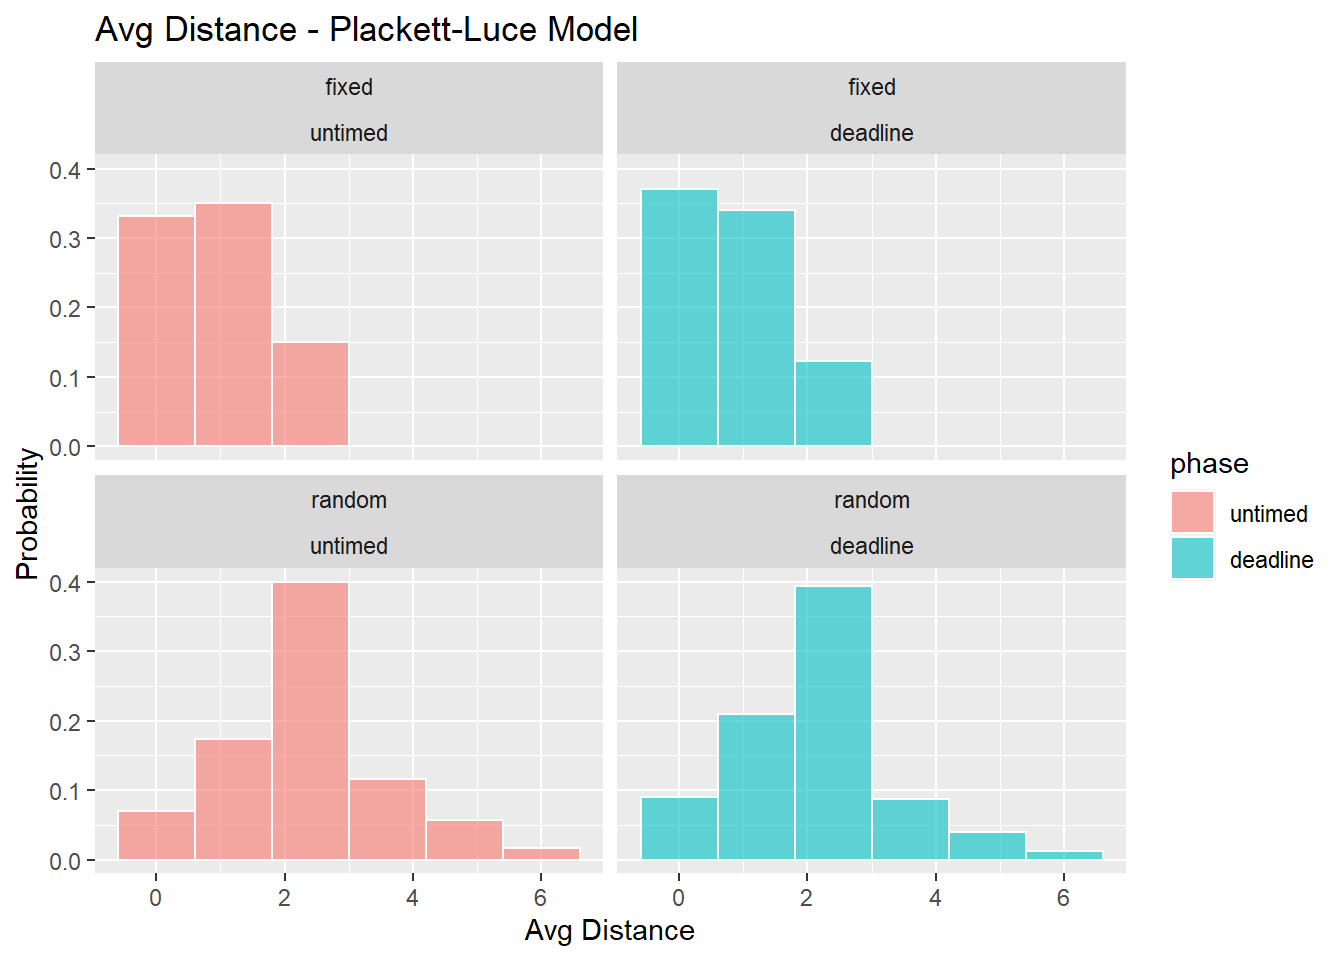 Avg Distance - Plackett-Luce Model
fixed
untimed
fixed
deadline
0.4
0.3
0.2
0.1
0.0
random
untimed
random
deadline
0.4
0.3
0.2
0.1
0.0
0
2
4
6
0
2
4
6
Avg Distance
Probability
phase
untimed
deadline